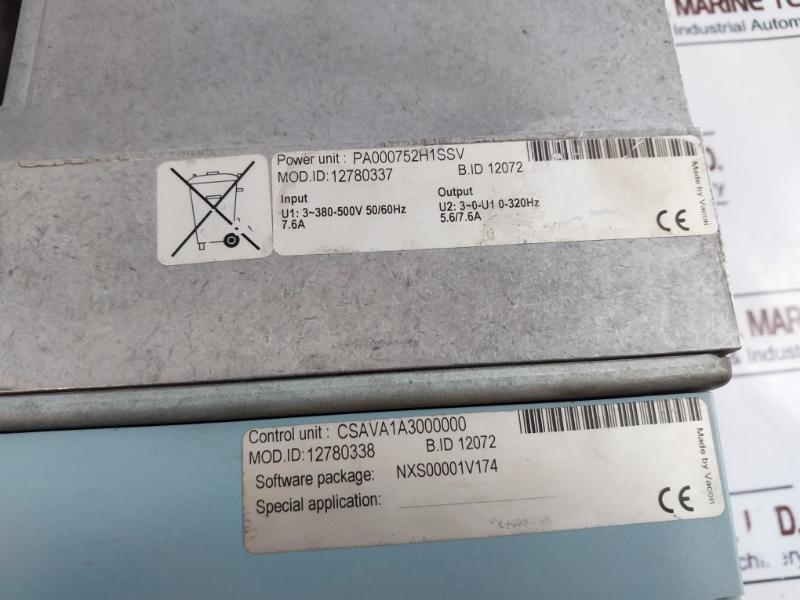 MARINE
Industrial Autom
Power unit : PA000752H1SSV
MOD.ID:12780337 B.ID 12072
Input Output
U1: 3~380-500V 50/60Hz U2: 3~0-U1 0-320Hz
7.6A 5.6/7.6A
CE
Made by Vacon
D.
MARI
Control unit : CSAVA1A3000000
MOD.ID:12780338 B.ID 12072
Software package: NXS00001V174
Special application:
CE
Made by Vacon
D.